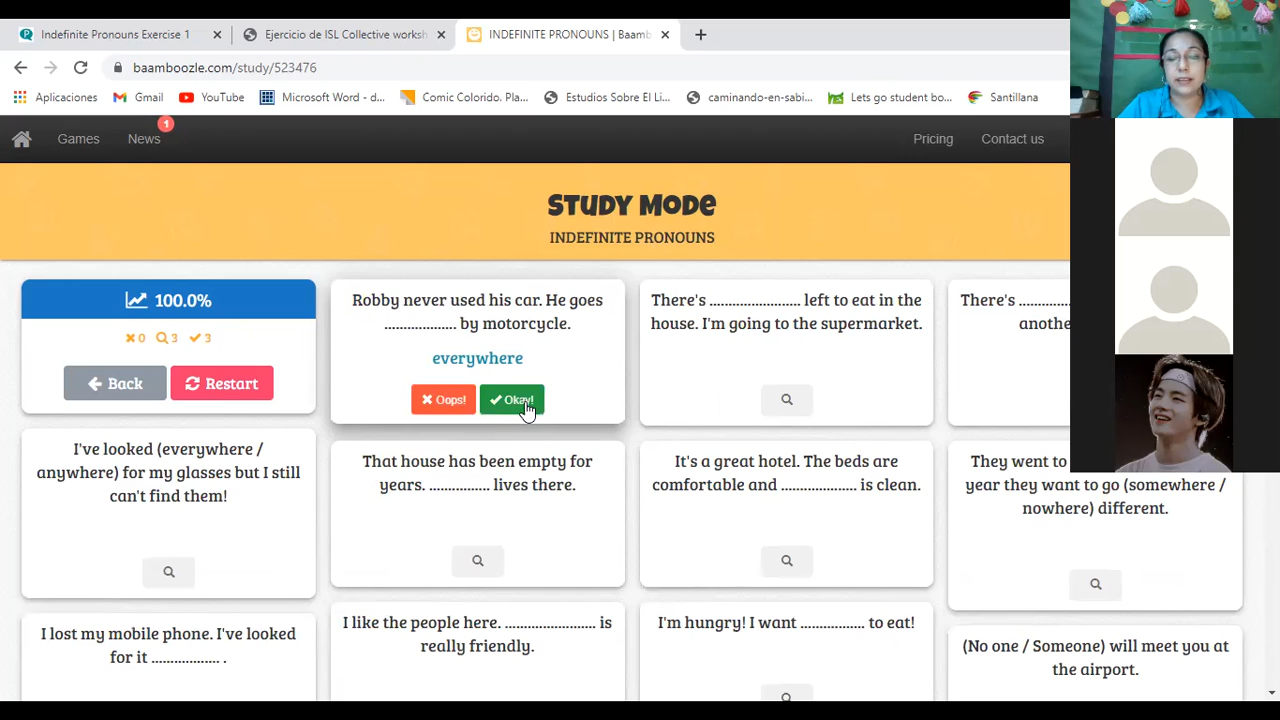 Indefinite Pronouns Exercise 1
Ejercicio de ISL Collective worksh
INDEFINITE PRONOUNS | Baamb
baamboozle.com/study/523476
Aplicaciones
Gmail
YouTube
Microsoft Word - d...
Comic Colorido. Pla...
Estudios Sobre El Li...
caminando-en-sabi...
Lets go student bo...
Santillana
Games
News
1
Pricing
Contact us
STUDY MODE
INDEFINITE PRONOUNS
100.0%
0 3 3
Back
Restart
Robby never used his car. He goes
................... by motorcycle.
everywhere
Oops!
Okay!
There's ........................ left to eat in the
house. I'm going to the supermarket.
There's
anothe
I've looked (everywhere /
anywhere) for my glasses but I still
can't find them!
That house has been empty for
years. ................ lives there.
It's a great hotel. The beds are
comfortable and .................... is clean.
They went to
year they want to go (somewhere /
nowhere) different.
I lost my mobile phone. I've looked
for it .................. .
I like the people here. ........................ is
really friendly.
I'm hungry! I want ................. to eat!
(No one / Someone) will meet you at
the airport.